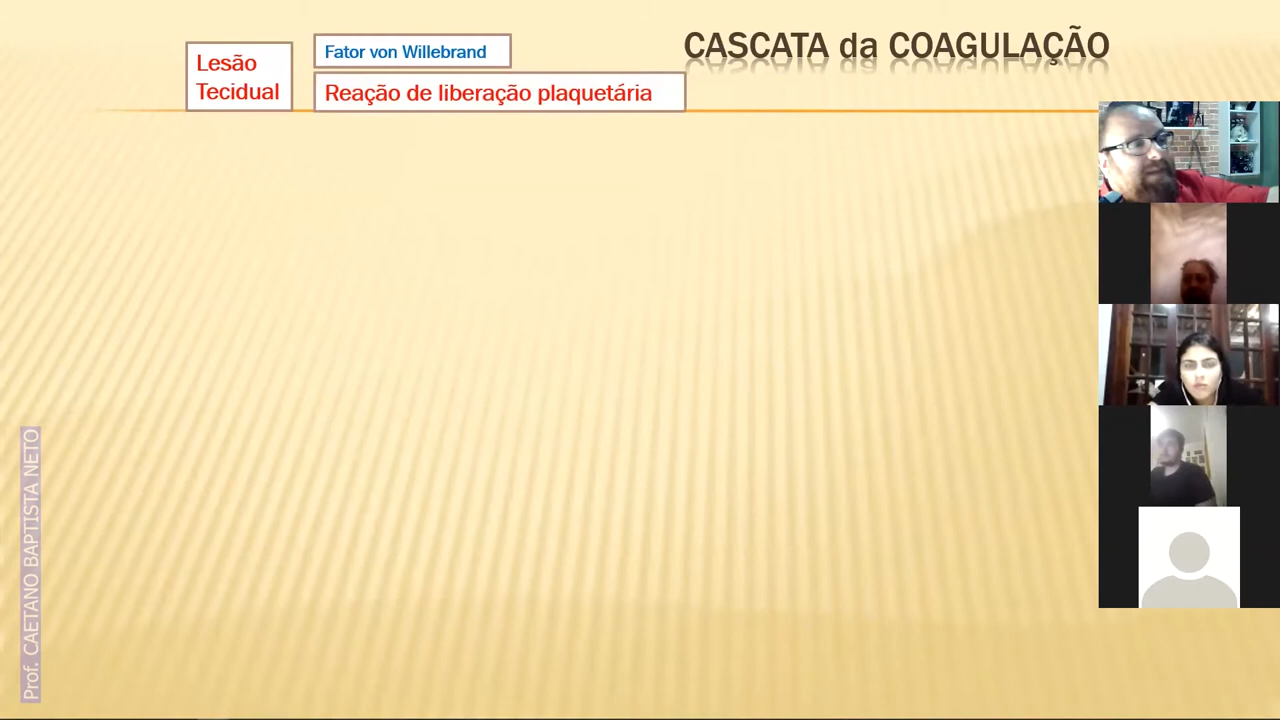 CASCATA da COAGULAÇÃO
Fator von Willebrand
Lesão
Tecidual
Reação de liberação plaquetária
Prof. CAETANO BAPTISTA NETO